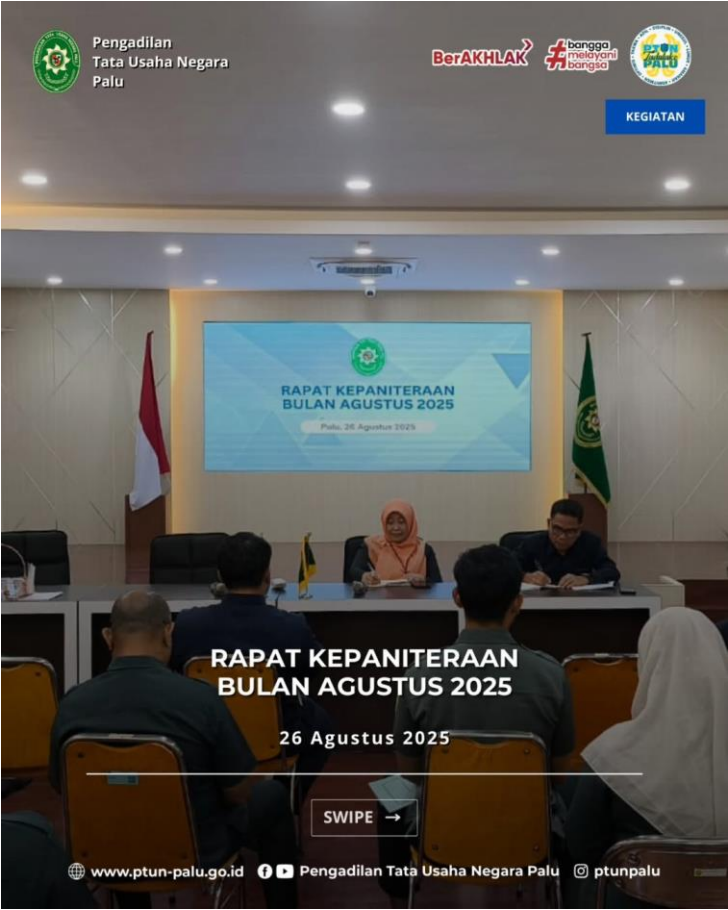 Pengadilan
Tata Usaha Negara
Palu
BerAKHLAK
#bangga
melayani
bangsa
PTUN
PALU
KEGIATAN
RAPAT KEPANITERAAN
BULAN AGUSTUS 2025
Palu, 26 Agustus 2025
RAPAT KEPANITERAAN
BULAN AGUSTUS 2025
26 Agustus 2025
SWIPE →
www.ptun-palu.go.id
Pengadilan Tata Usaha Negara Palu
ptunpalu